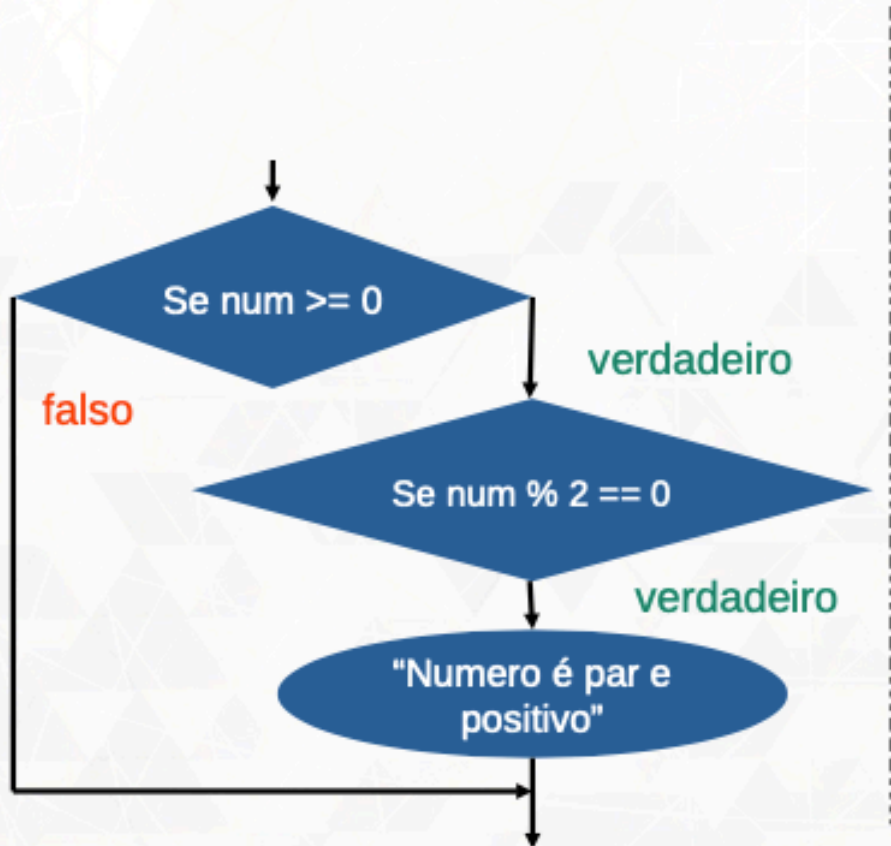 Se num >= 0
verdadeiro
falso
Se num % 2 == 0
verdadeiro
“Numero é par e
positivo”